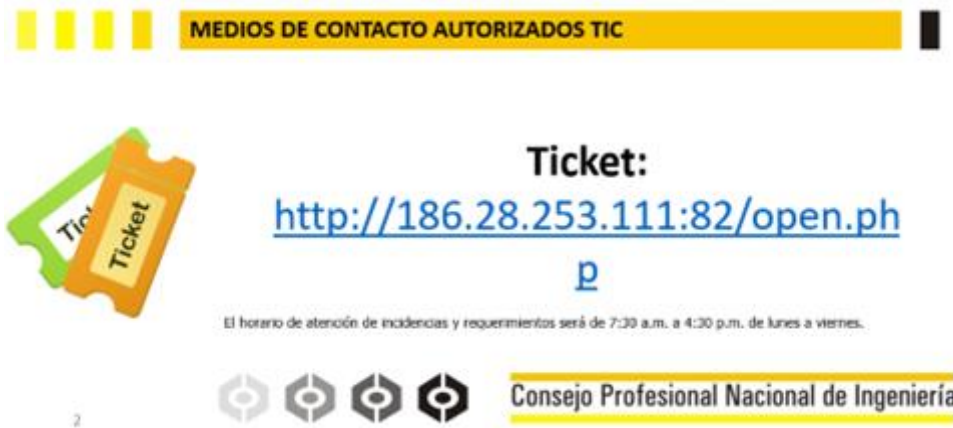 MEDIOS DE CONTACTO AUTORIZADOS TIC
Ticket
Ticket:
http://186.28.253.111:82/open.ph
p
El horario de atención de incidencias y requerimientos será de 7:30 a.m. a 4:30 p.m. de lunes a viernes.
Consejo Profesional Nacional de Ingeniería
2